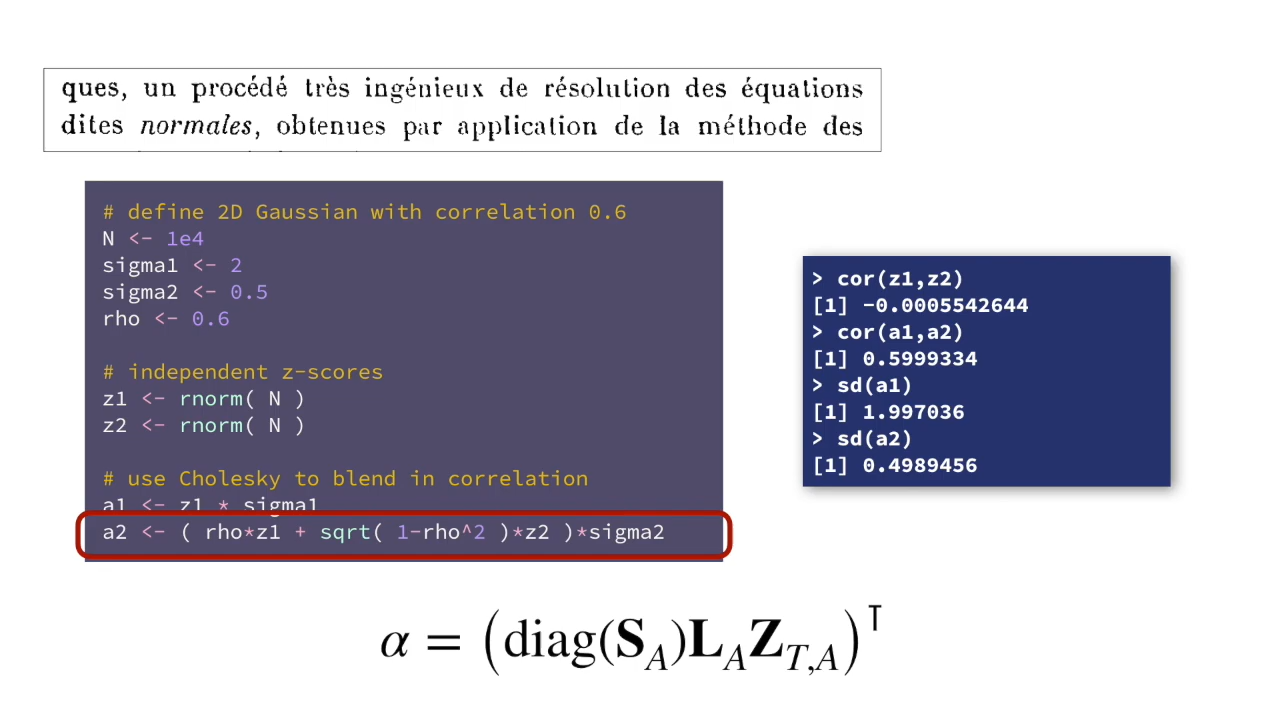 ques, un procédé très ingénieux de résolution des équations
dites normales, obtenues par application de la méthode des
# define 2D Gaussian with correlation 0.6
N <- 1e4
sigma1 <- 2
sigma2 <- 0.5
rho <- 0.6
# independent z-scores
z1 <- rnorm( N )
z2 <- rnorm( N )
# use Cholesky to blend in correlation
a1 <- z1 * sigma1
a2 <- ( rho*z1 + sqrt( 1-rho^2 )*z2 )*sigma2
> cor(z1,z2)
[1] -0.0005542644
> cor(a1,a2)
[1] 0.5999334
> sd(a1)
[1] 1.997036
> sd(a2)
[1] 0.4989456
α = (diag(S_A)L_AZ_{T,A})^⊺